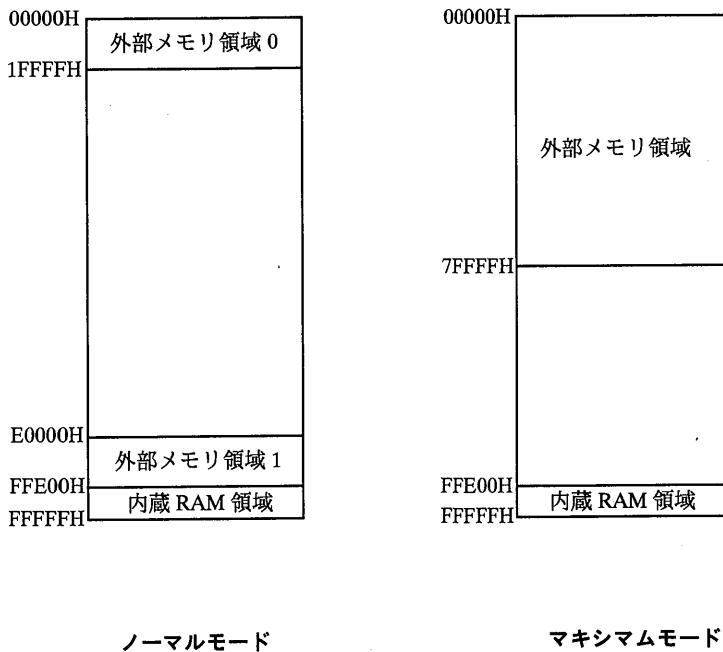 00000H
外部メモリ領域 0
1FFFFH
E0000H
外部メモリ領域 1
FFE00H
内蔵 RAM 領域
FFFFFH
ノーマルモード
00000H
外部メモリ領域
7FFFFH
FFE00H
内蔵 RAM 領域
FFFFFH
マキシマムモード